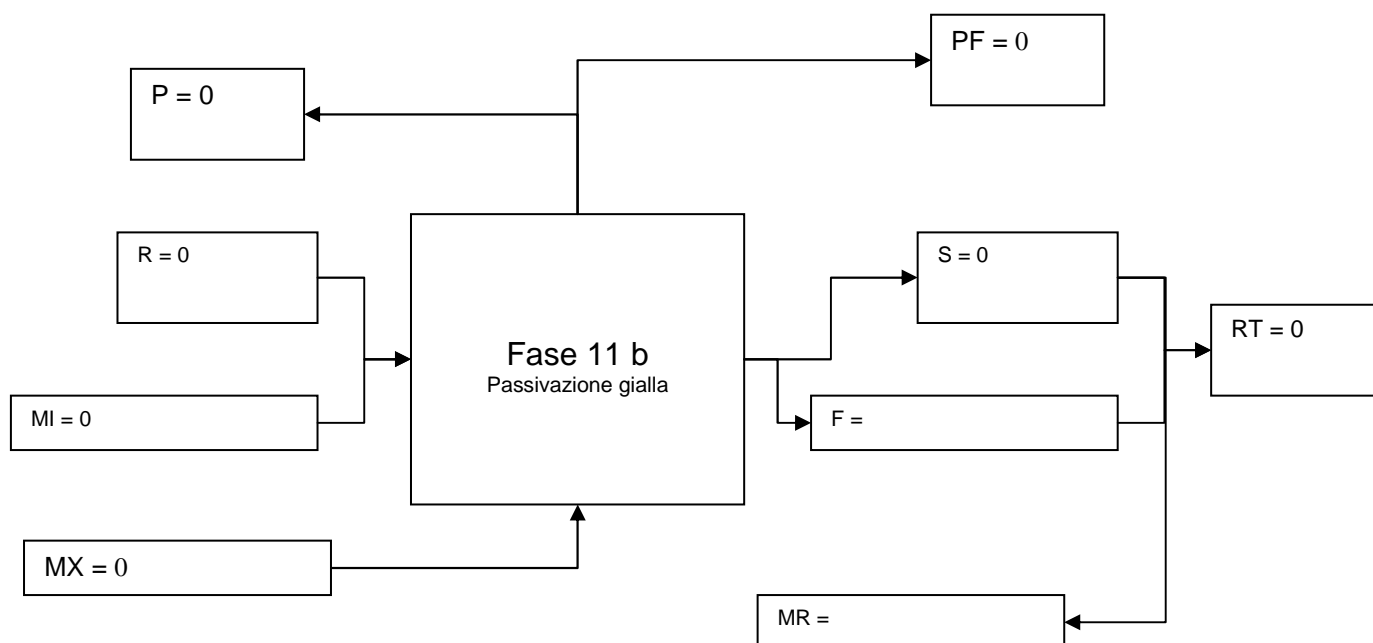 PF = 0
P = 0
R = 0
S = 0
Fase 11 b
Passivazione gialla
RT = 0
MI = 0
F =
MX = 0
MR =